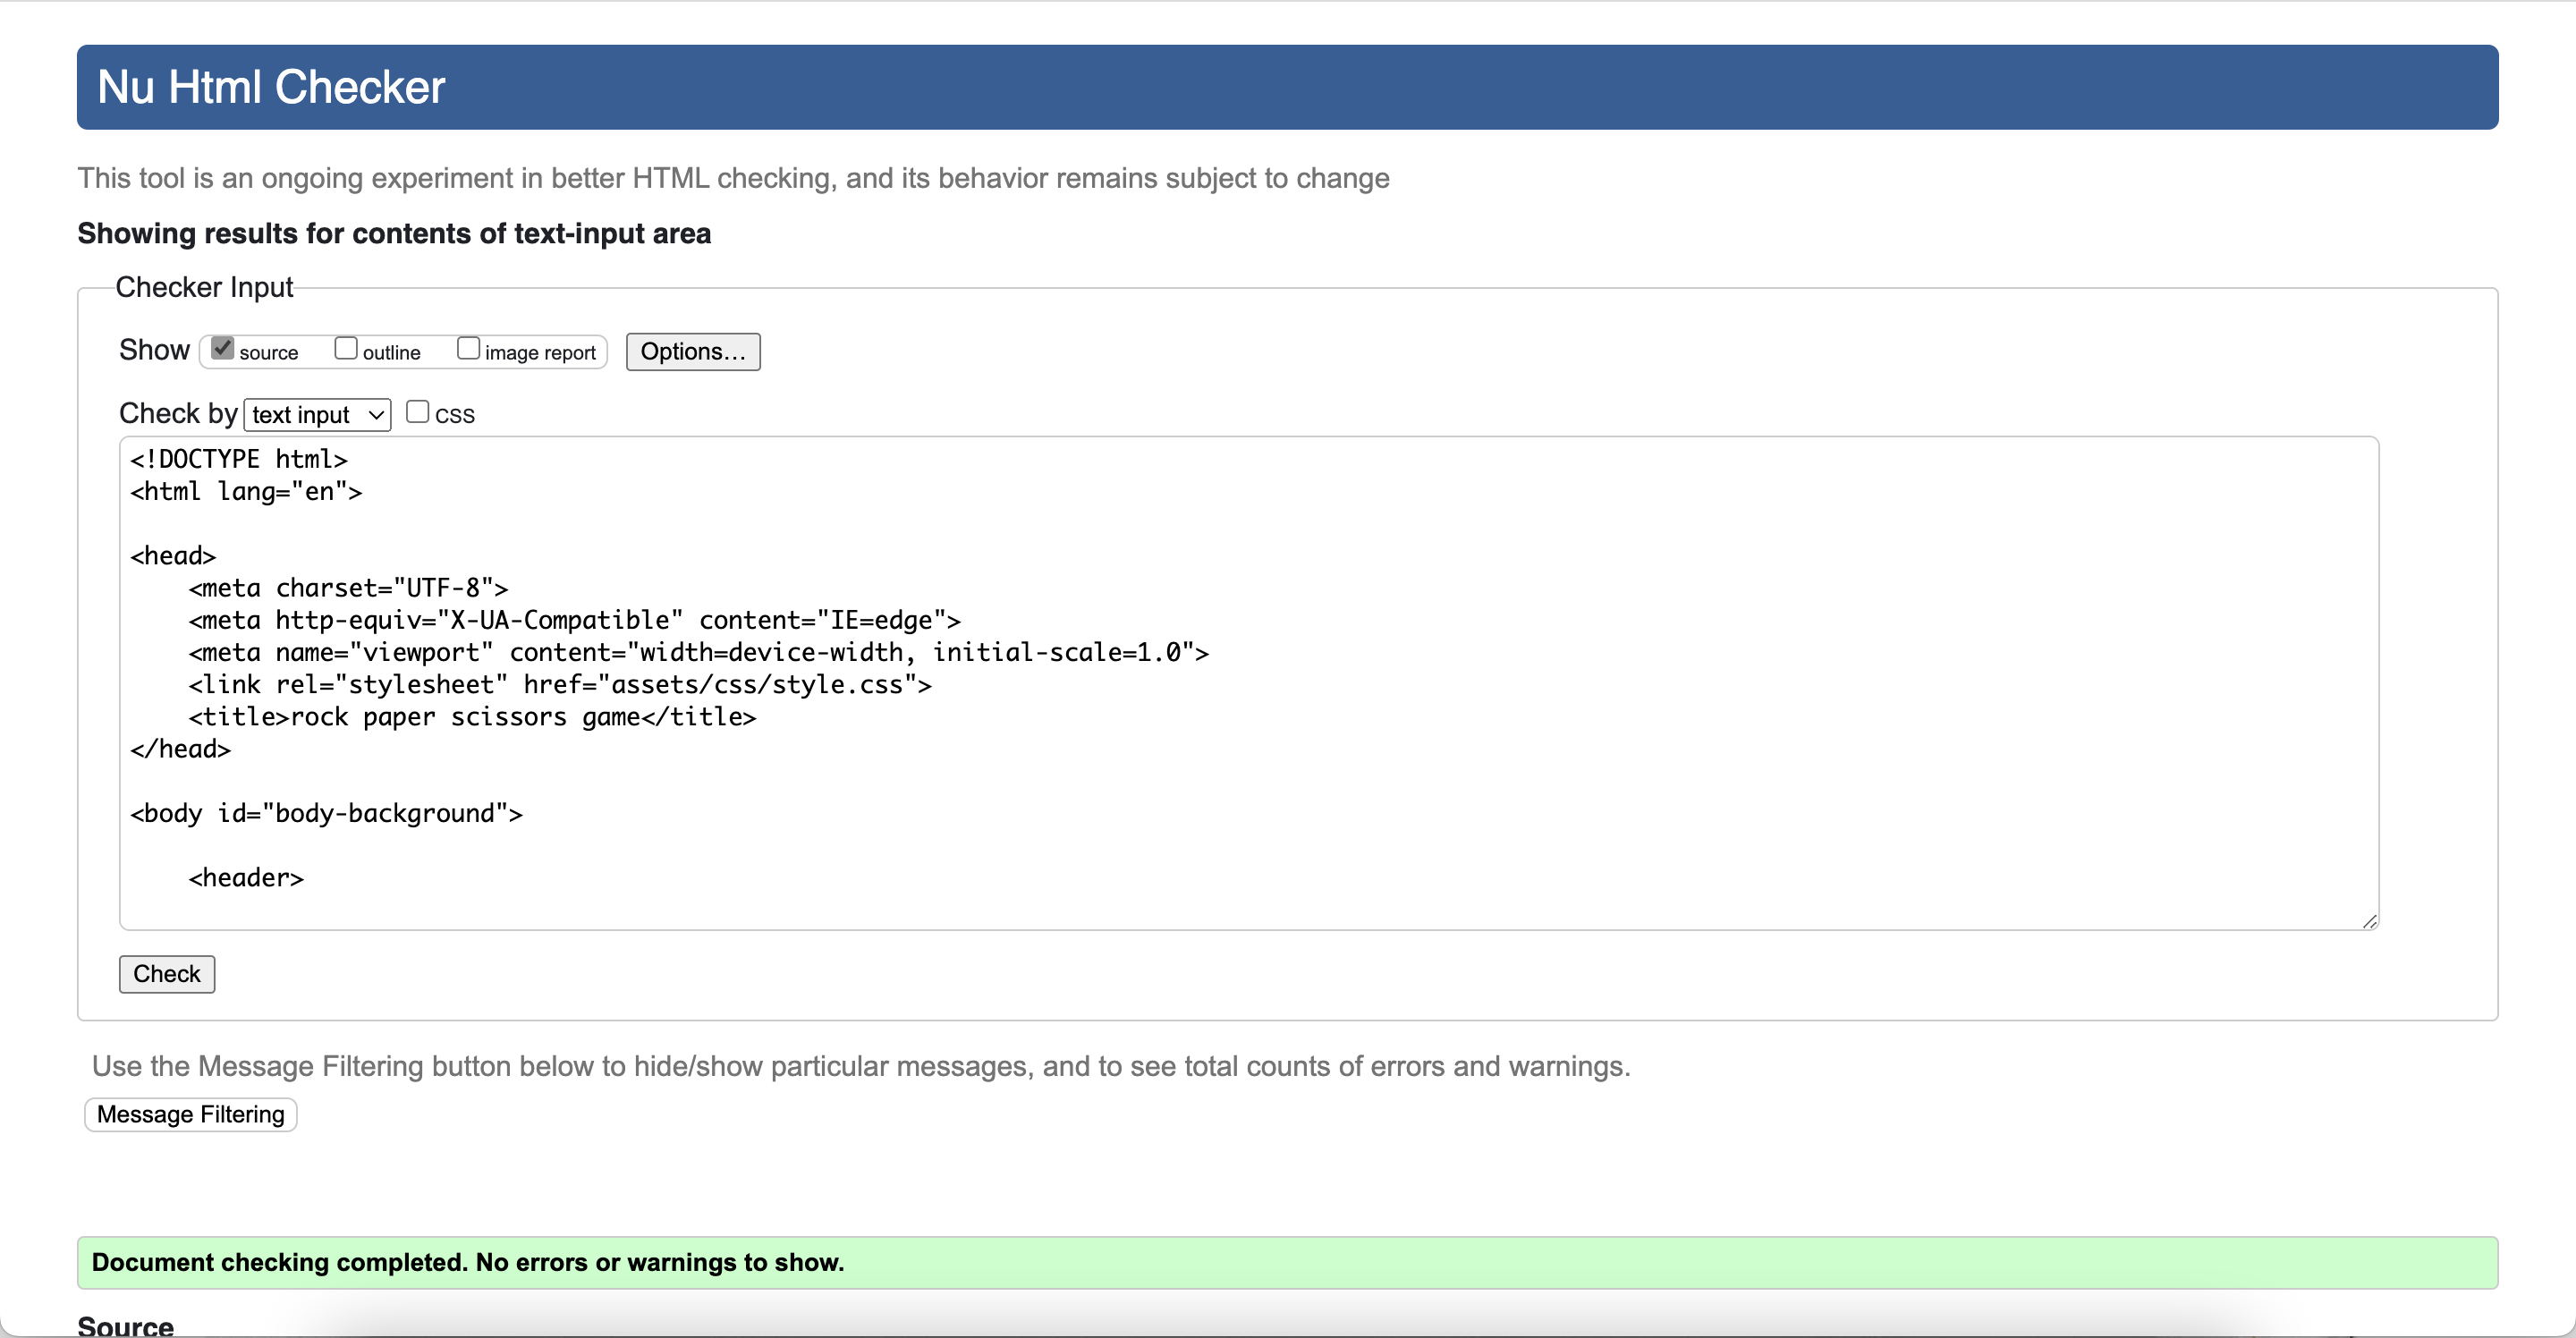 Nu Html Checker
This tool is an ongoing experiment in better HTML checking, and its behavior remains subject to change
Showing results for contents of text-input area
Checker Input
Show source outline image report Options...
Check by text input CSS
<!DOCTYPE html>
<html lang="en">
<head>
    <meta charset="UTF-8">
    <meta http-equiv="X-UA-Compatible" content="IE=edge">
    <meta name="viewport" content="width=device-width, initial-scale=1.0">
    <link rel="stylesheet" href="assets/css/style.css">
    <title>rock paper scissors game</title>
</head>
<body id="body-background">
    <header>
Check
Use the Message Filtering button below to hide/show particular messages, and to see total counts of errors and warnings.
Message Filtering
Document checking completed. No errors or warnings to show.
Source